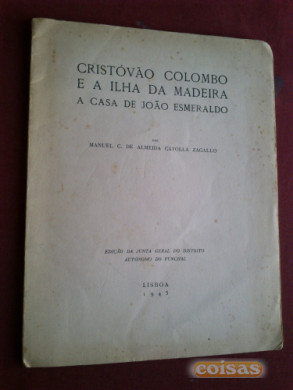 CRISTÓVÃO COLOMBO
E A ILHA DA MADEIRA
A CASA DE JOÃO ESMERALDO
POR
MANUEL C. DE ALMEIDA CAYOLLA ZAGALLO
EDIÇÃO DA JUNTA GERAL DO DISTRITO
AUTÓNOMO DO FUNCHAL
LISBOA
coisas